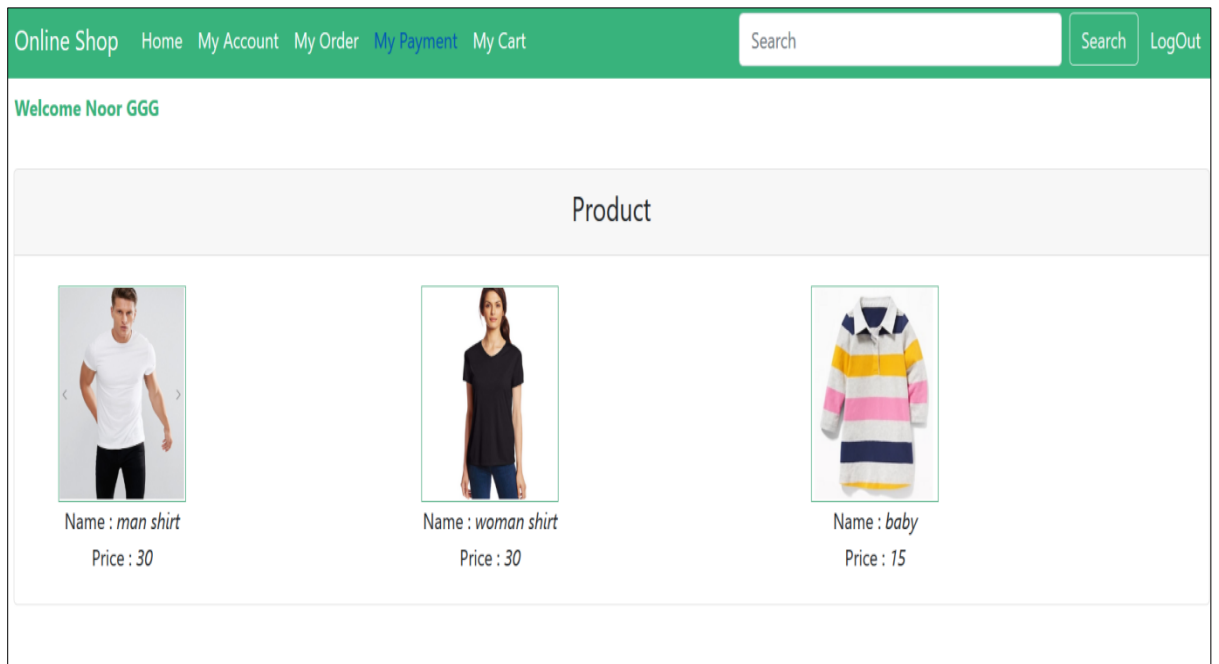 Online Shop Home My Account My Order My Payment My Cart Search Search LogOut
Welcome Noor GGG
Product
Name : man shirt
Price : 30
Name : woman shirt
Price : 30
Name : baby
Price : 15